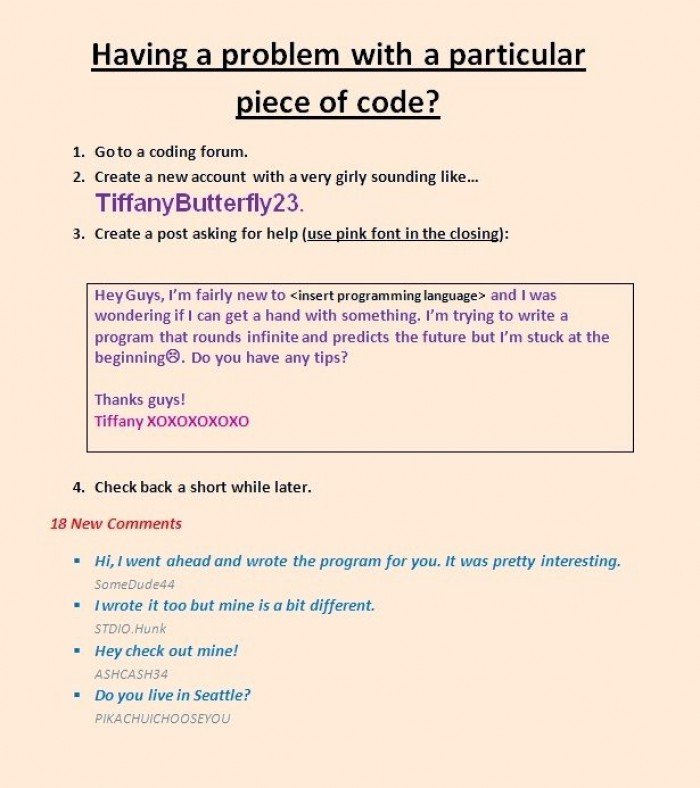 Having a problem with a particular
piece of code?
1. Go to a coding forum.
2. Create a new account with a very girly sounding like...
TiffanyButterfly23.
3. Create a post asking for help (use pink font in the closing):
Hey Guys, I'm fairly new to <insert programming language> and I was
wondering if I can get a hand with something. I'm trying to write a
program that rounds infinite and predicts the future but I'm stuck at the
beginning☹. Do you have any tips?
Thanks guys!
Tiffany XOXOXOXOXO
4. Check back a short while later.
18 New Comments
▪ Hi, I went ahead and wrote the program for you. It was pretty interesting.
SomeDude44
▪ I wrote it too but mine is a bit different.
STDIO.Hunk
▪ Hey check out mine!
ASHCASH34
▪ Do you live in Seattle?
PIKACHUICHOOSEYOU